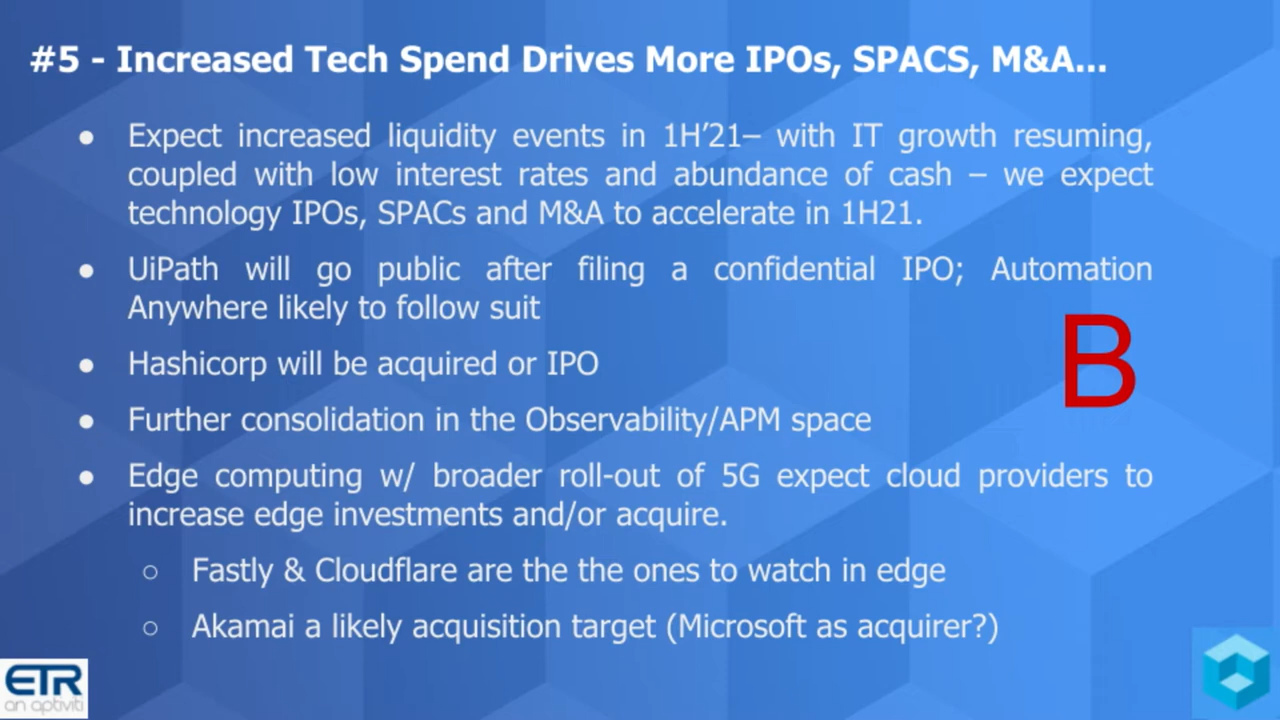 #5 - Increased Tech Spend Drives More IPOs, SPACS, M&A...
● Expect increased liquidity events in 1H'21– with IT growth resuming,
coupled with low interest rates and abundance of cash – we expect
technology IPOs, SPACs and M&A to accelerate in 1H21.
● UiPath will go public after filing a confidential IPO; Automation
Anywhere likely to follow suit
B
● Hashicorp will be acquired or IPO
● Further consolidation in the Observability/APM space
● Edge computing w/ broader roll-out of 5G expect cloud providers to
increase edge investments and/or acquire.
○ Fastly & Cloudflare are the the ones to watch in edge
○ Akamai a likely acquisition target (Microsoft as acquirer?)
ETR
an aptiviti